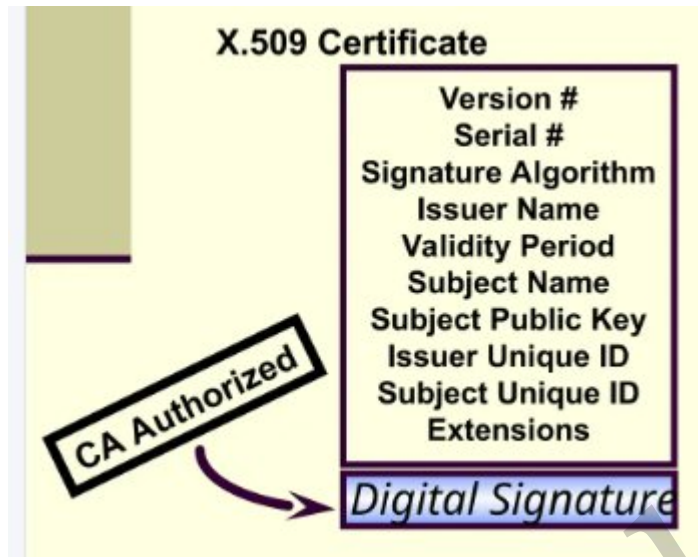 X.509 Certificate
Version #
Serial #
Signature Algorithm
Issuer Name
Validity Period
Subject Name
Subject Public Key
Issuer Unique ID
Subject Unique ID
Extensions
CA Authorized
Digital Signature